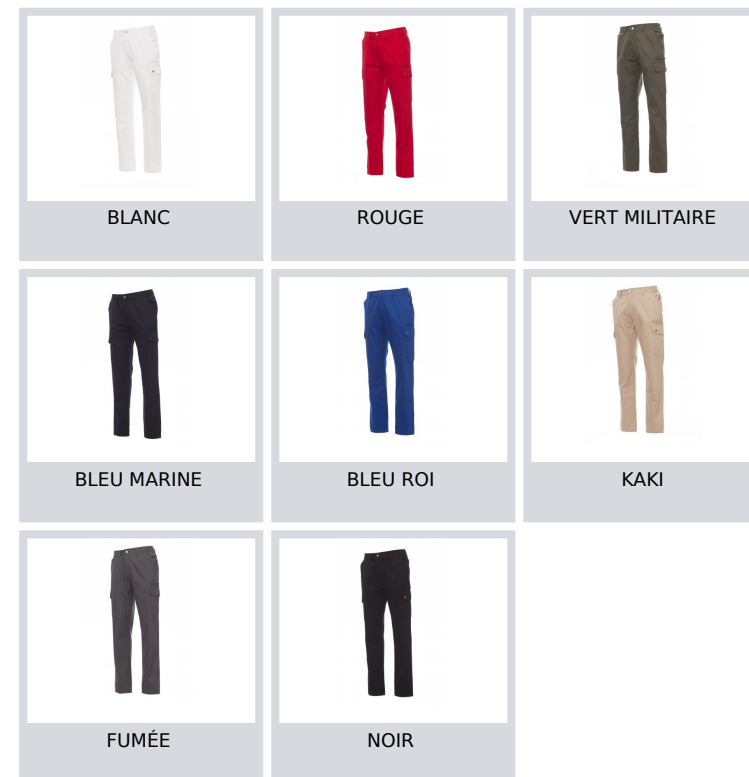 BLANC
ROUGE
VERT MILITAIRE
BLEU MARINE
BLEU ROI
KAKI
FUMÉE
NOIR